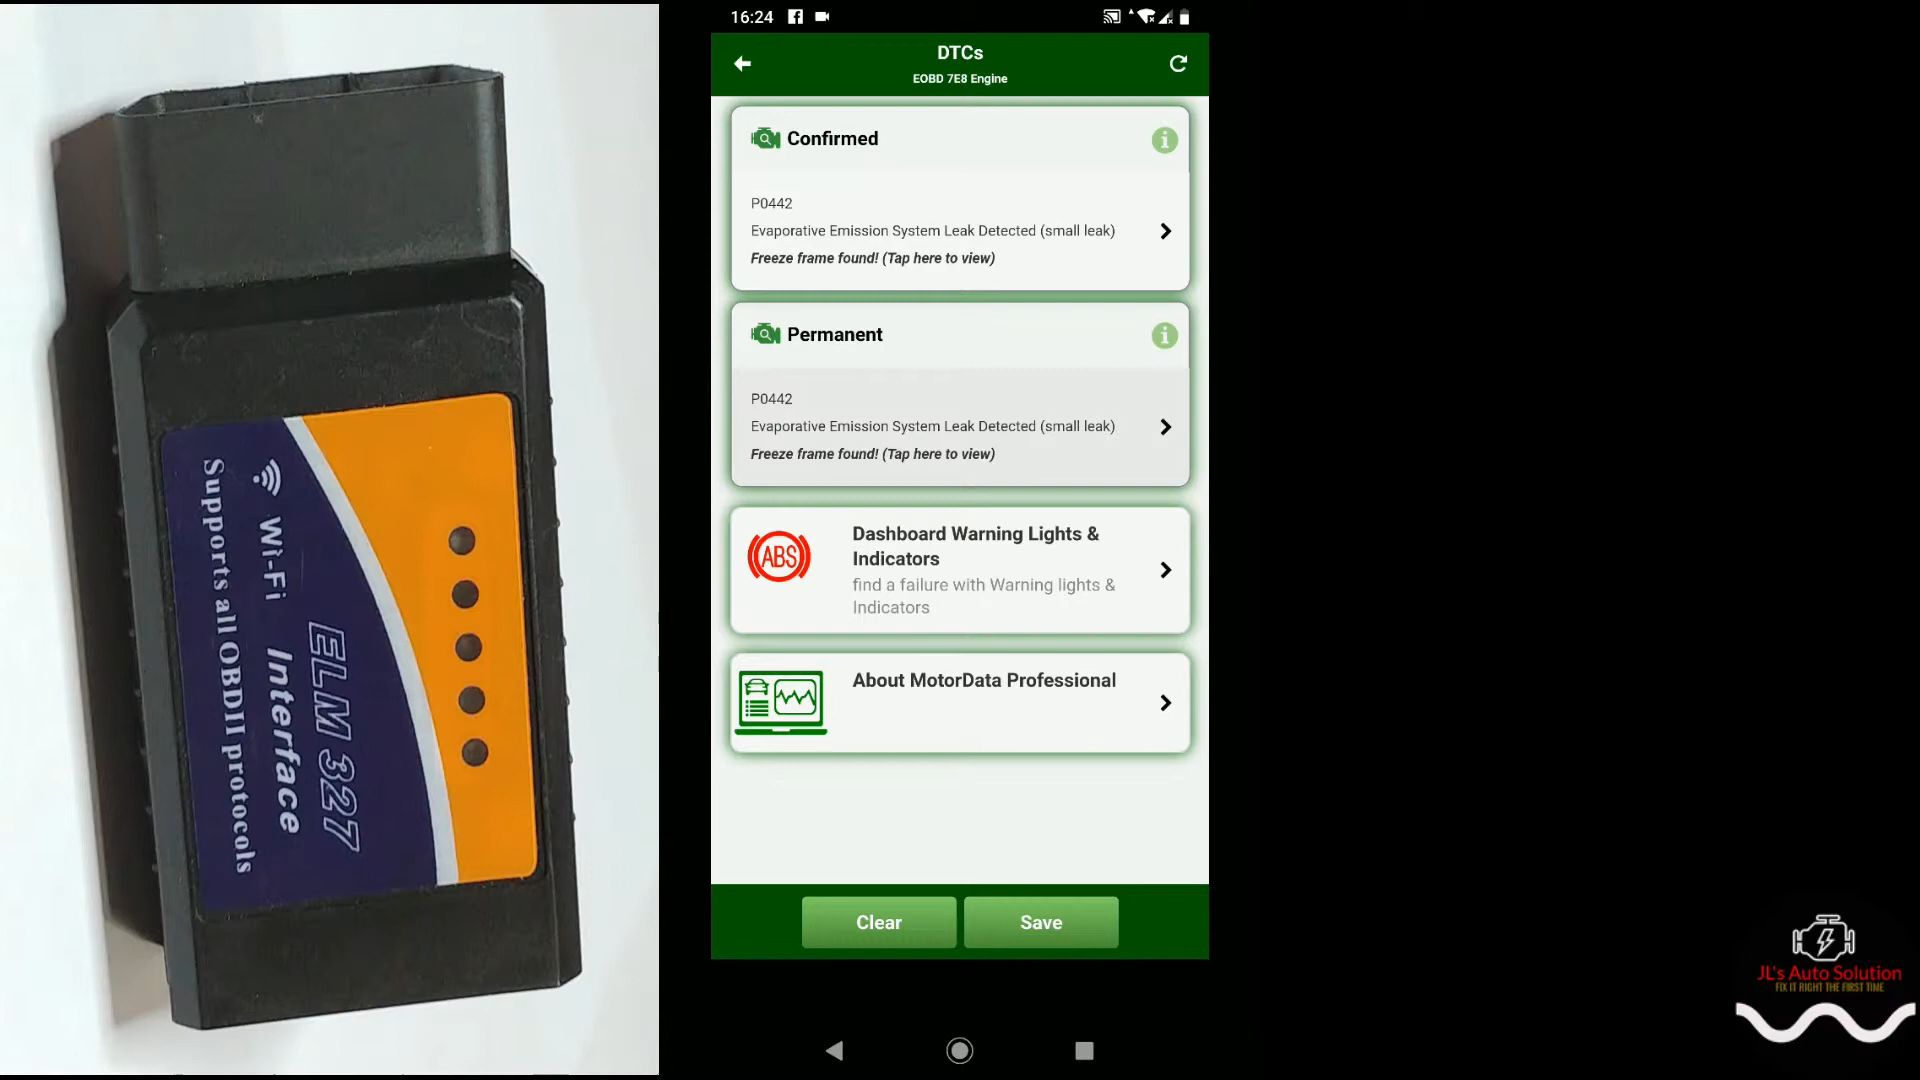 Supports all OBDII protocols
Wi-Fi
Interface
ELM 327
16:24
DTCs
EOBD 7E8 Engine
Confirmed
P0442
Evaporative Emission System Leak Detected (small leak)
Freeze frame found! (Tap here to view)
Permanent
P0442
Evaporative Emission System Leak Detected (small leak)
Freeze frame found! (Tap here to view)
ABS
Dashboard Warning Lights &
Indicators
find a failure with Warning lights &
Indicators
About MotorData Professional
Clear
Save
JL's Auto Solution
FIX IT RIGHT THE FIRST TIME